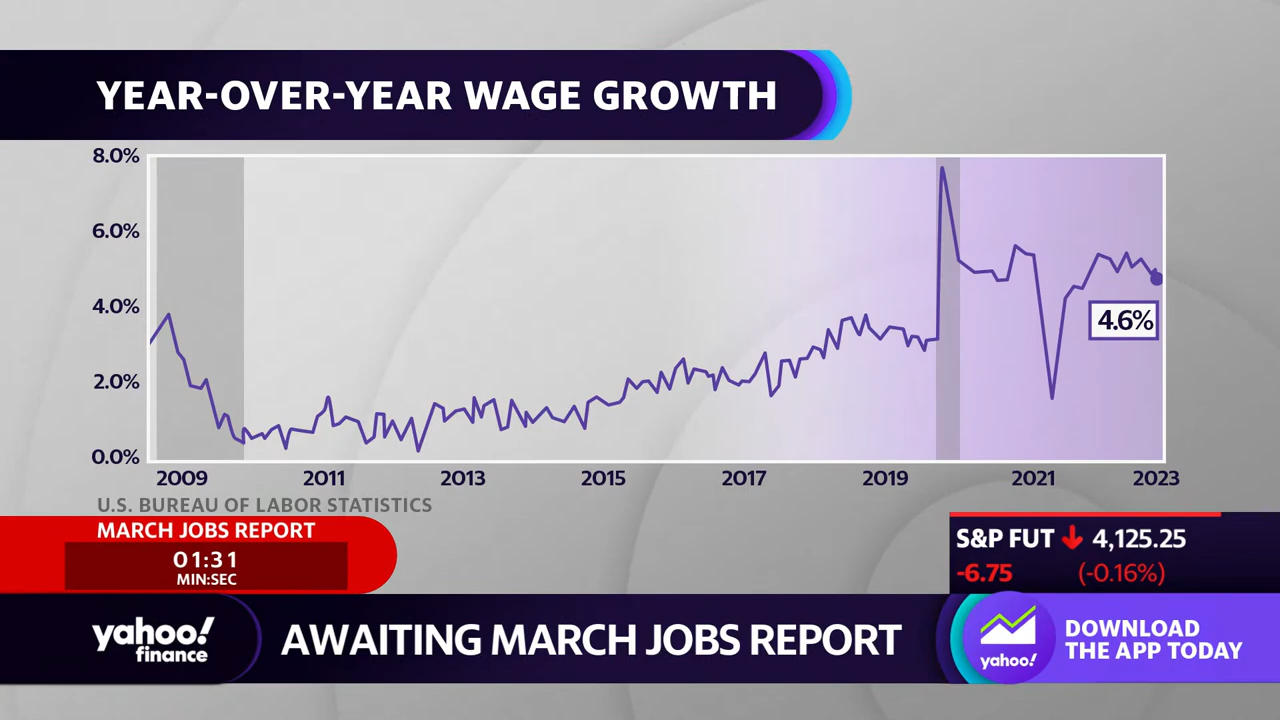 YEAR-OVER-YEAR WAGE GROWTH
8.0%
6.0%
4.0%
2.0%
0.0%
4.6%
2009 2011 2013 2015 2017 2019 2021 2023
U.S. BUREAU OF LABOR STATISTICS
MARCH JOBS REPORT
01:31
MIN:SEC
S&P FUT 4,125.25
-6.75 (-0.16%)
yahoo!
finance
AWAITING MARCH JOBS REPORT
yahoo!
DOWNLOAD
THE APP TODAY